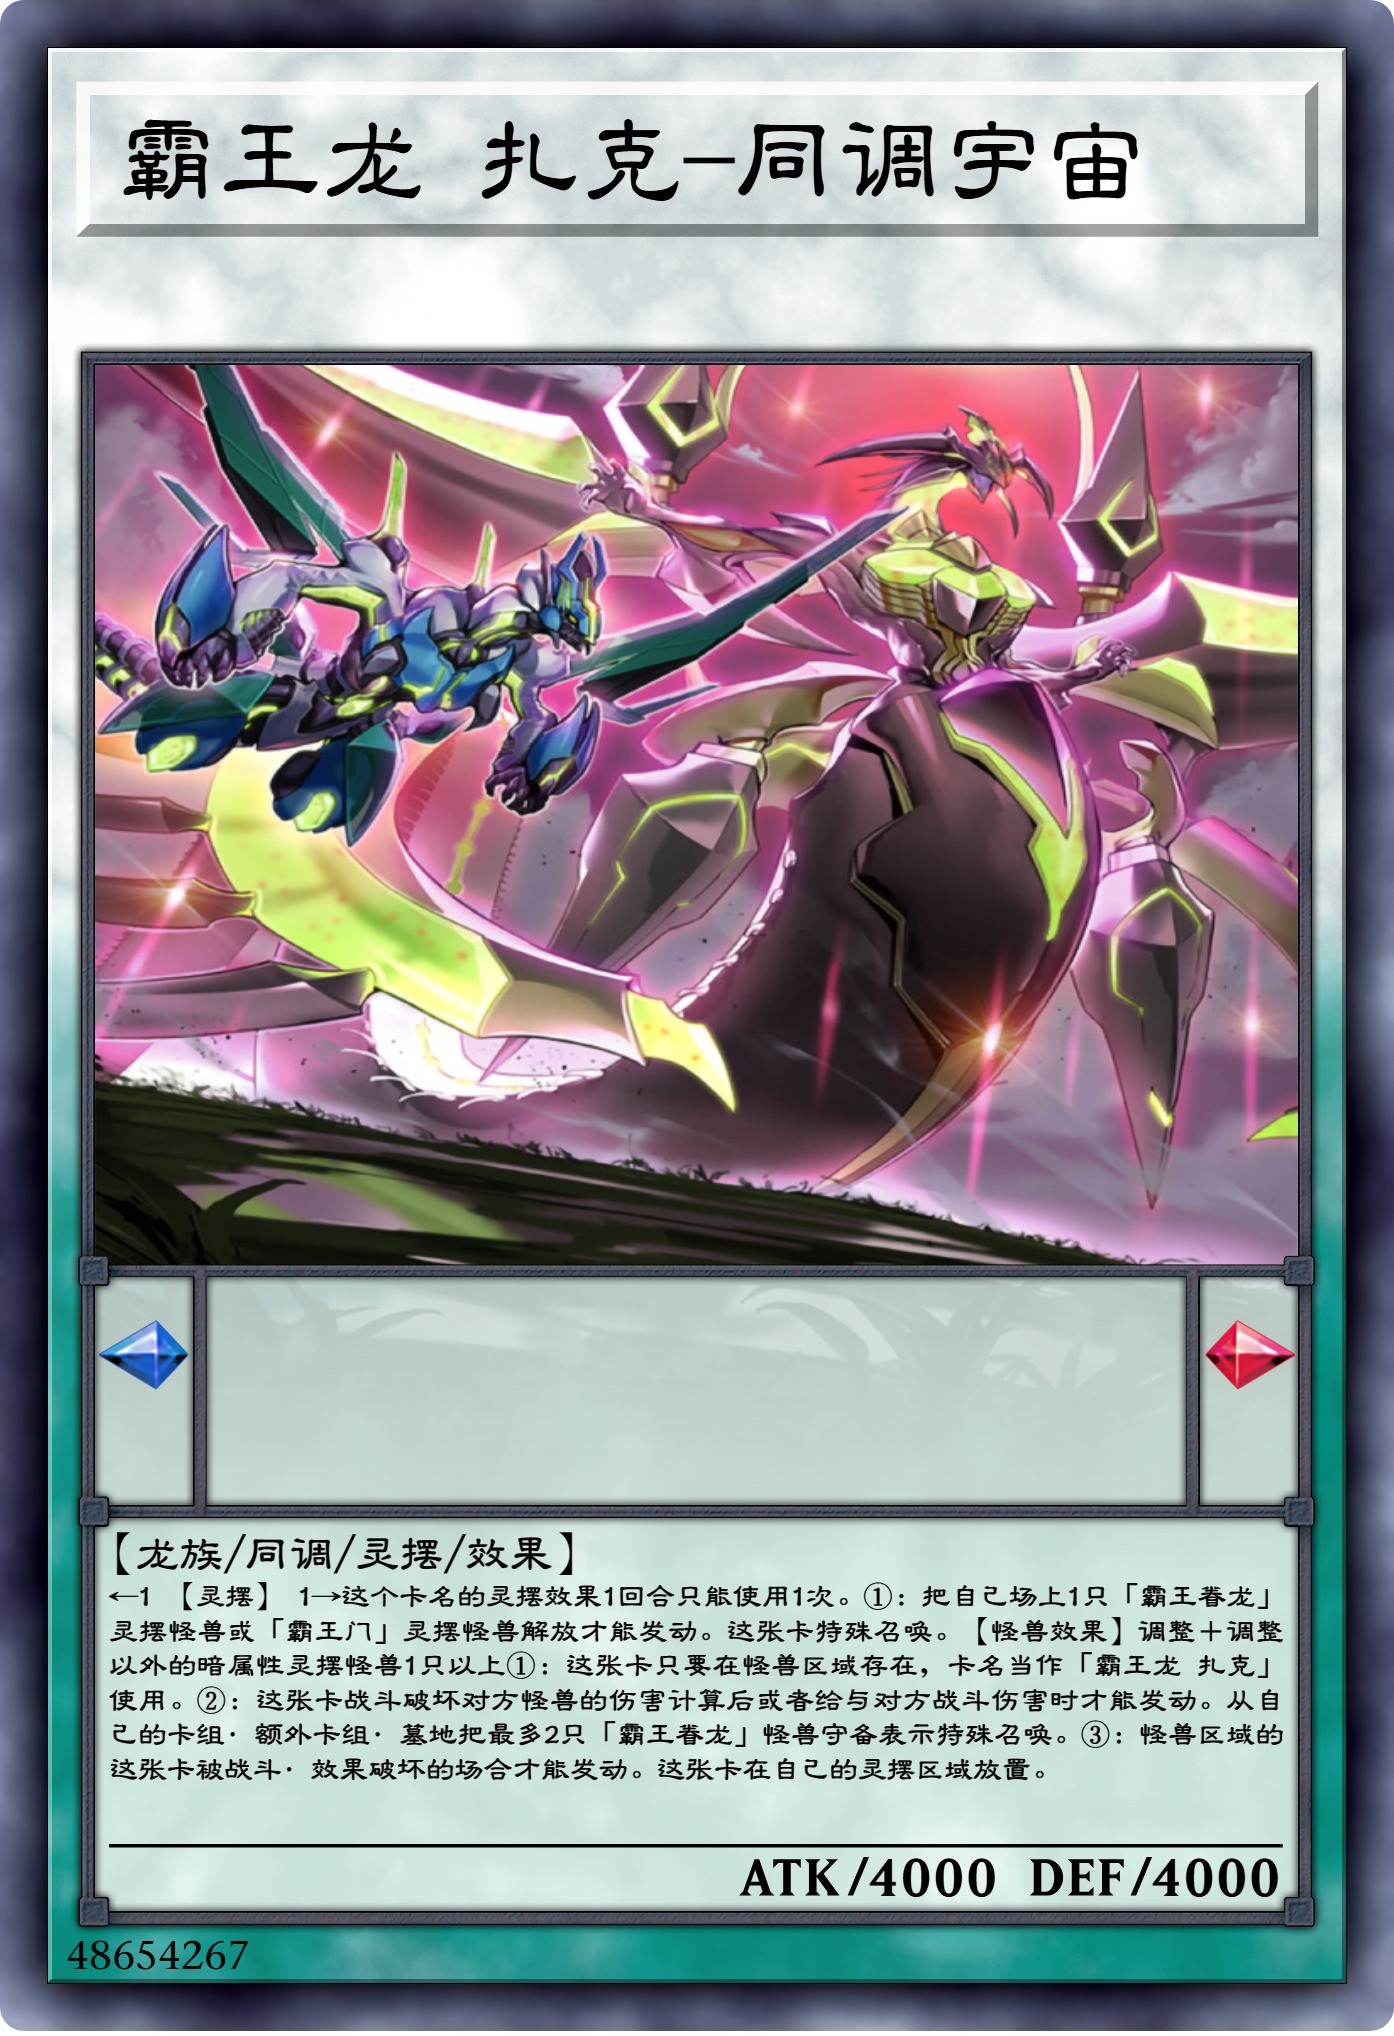 霸王龙 扎克-同调宇宙
【龙族/同调/灵摆/效果】
←1 【灵摆】 1→这个卡名的灵摆效果1回合只能使用1次。①：把自己场上1只「霸王眷龙」
灵摆怪兽或「霸王门」灵摆怪兽解放才能发动。这张卡特殊召唤。【怪兽效果】调整＋调整
以外的暗属性灵摆怪兽1只以上①：这张卡只要在怪兽区域存在，卡名当作「霸王龙 扎克」
使用。②：这张卡战斗破坏对方怪兽的伤害计算后或者给与对方战斗伤害时才能发动。从自
己的卡组·额外卡组·墓地把最多2只「霸王眷龙」怪兽守备表示特殊召唤。③：怪兽区域的
这张卡被战斗·效果破坏的场合才能发动。这张卡在自己的灵摆区域放置。
ATK/4000 DEF/4000
48654267